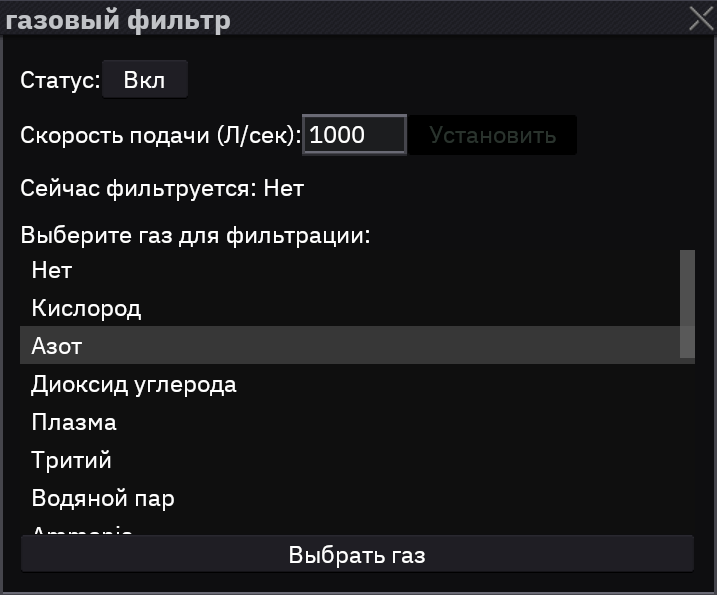 газовый фильтр
Статус: Вкл
Скорость подачи (Л/сек): 1000 Установить
Сейчас фильтруется: Нет
Выберите газ для фильтрации:
Нет
Кислород
Азот
Диоксид углерода
Плазма
Тритий
Водяной пар
Ammonia
Выбрать газ